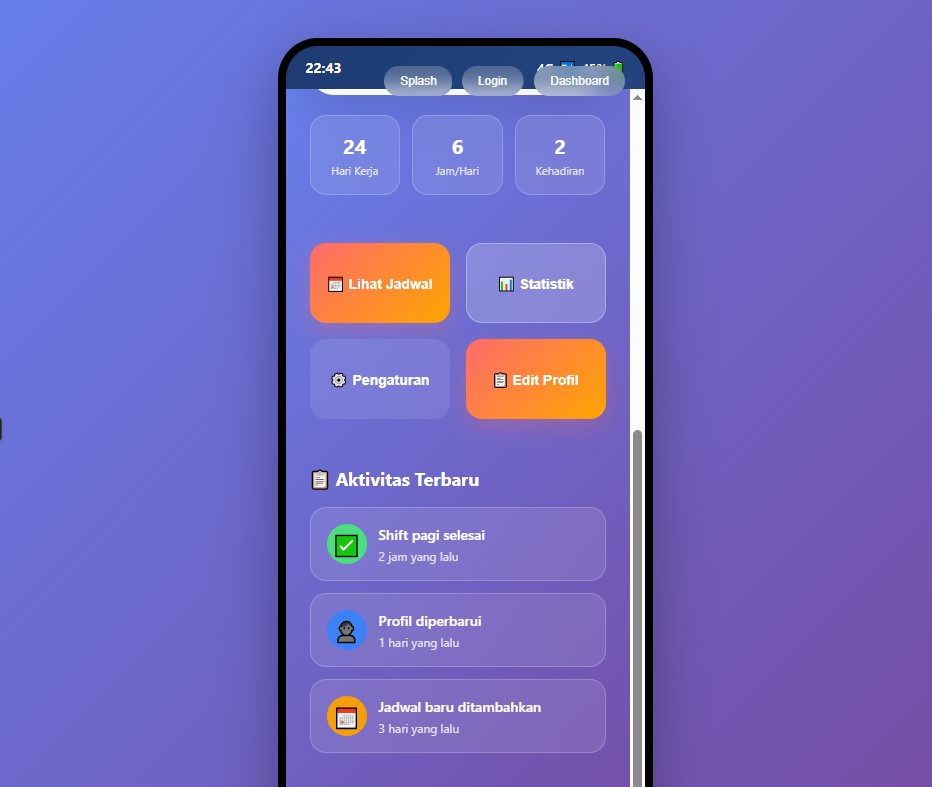 22:43
4G 45%
Splash Login Dashboard
24 6 2
Hari Kerja Jam/Hari Kehadiran
Lihat Jadwal Statistik
Pengaturan Edit Profil
Aktivitas Terbaru
Shift pagi selesai
2 jam yang lalu
Profil diperbarui
1 hari yang lalu
Jadwal baru ditambahkan
3 hari yang lalu